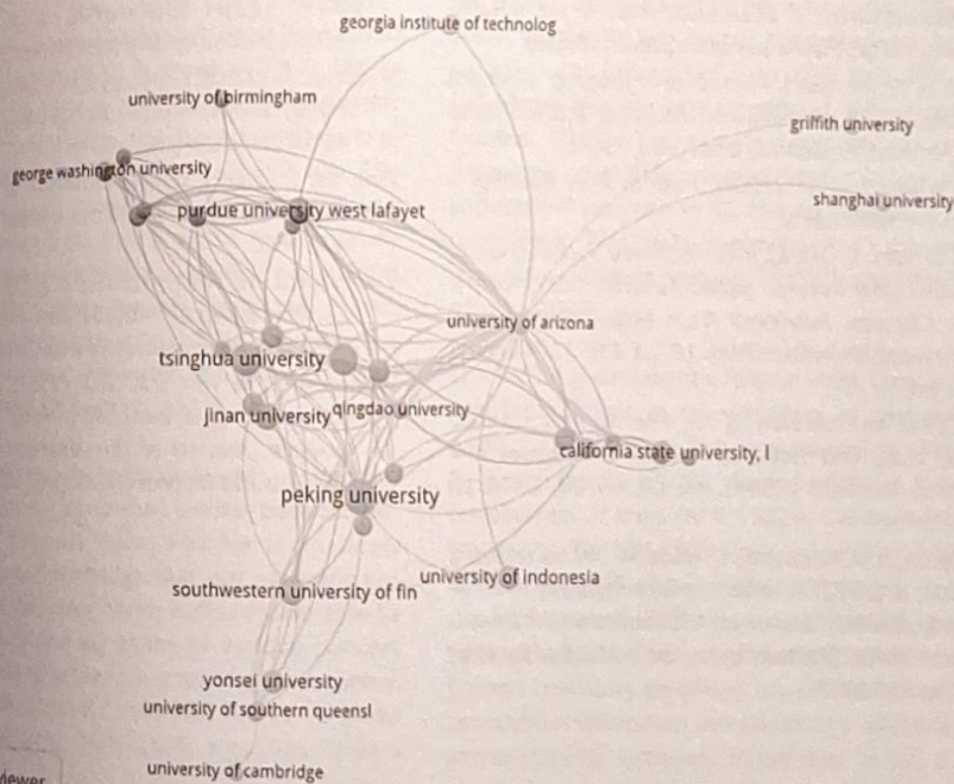 georgia institute of technolog
university of birmingham
griffith university
george washington university
shanghai university
purdue university west lafayet
university of arizona
tsinghua university
jinan university
qingdao university
california state university, l
peking university
university of indonesia
southwestern university of fin
yonsei university
university of southern queensl
university of cambridge